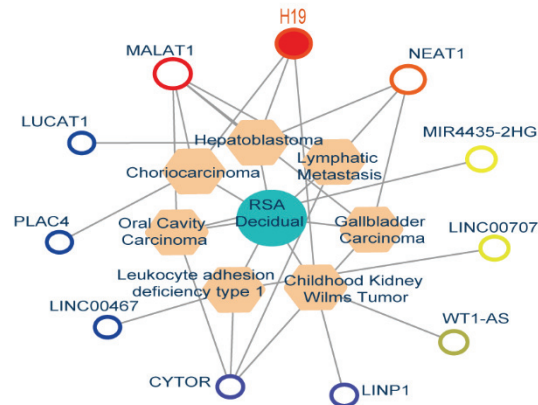 H19
MALAT1
NEAT1
LUCAT1
Hepatoblastoma
MIR4435-2HG
Lymphatic
Metastasis
Choriocarcinoma
RSA
Decidual
PLAC4
Oral Cavity
Carcinoma
Gallbladder
Carcinoma
LINC00707
Leukocyte adhesion
deficiency type 1
Childhood Kidney
Wilms Tumor
LINC00467
WT1-AS
CYTOR
LINP1